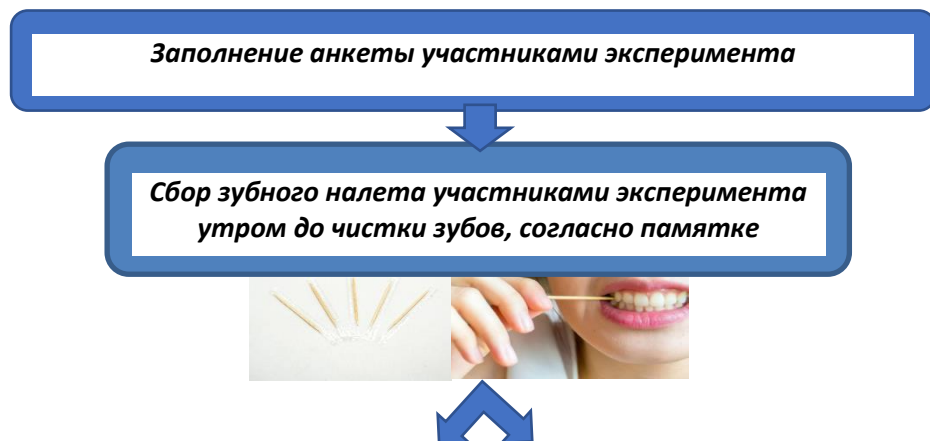 Заполнение анкеты участниками эксперимента
Сбор зубного налета участниками эксперимента
утром до чистки зубов, согласно памятке